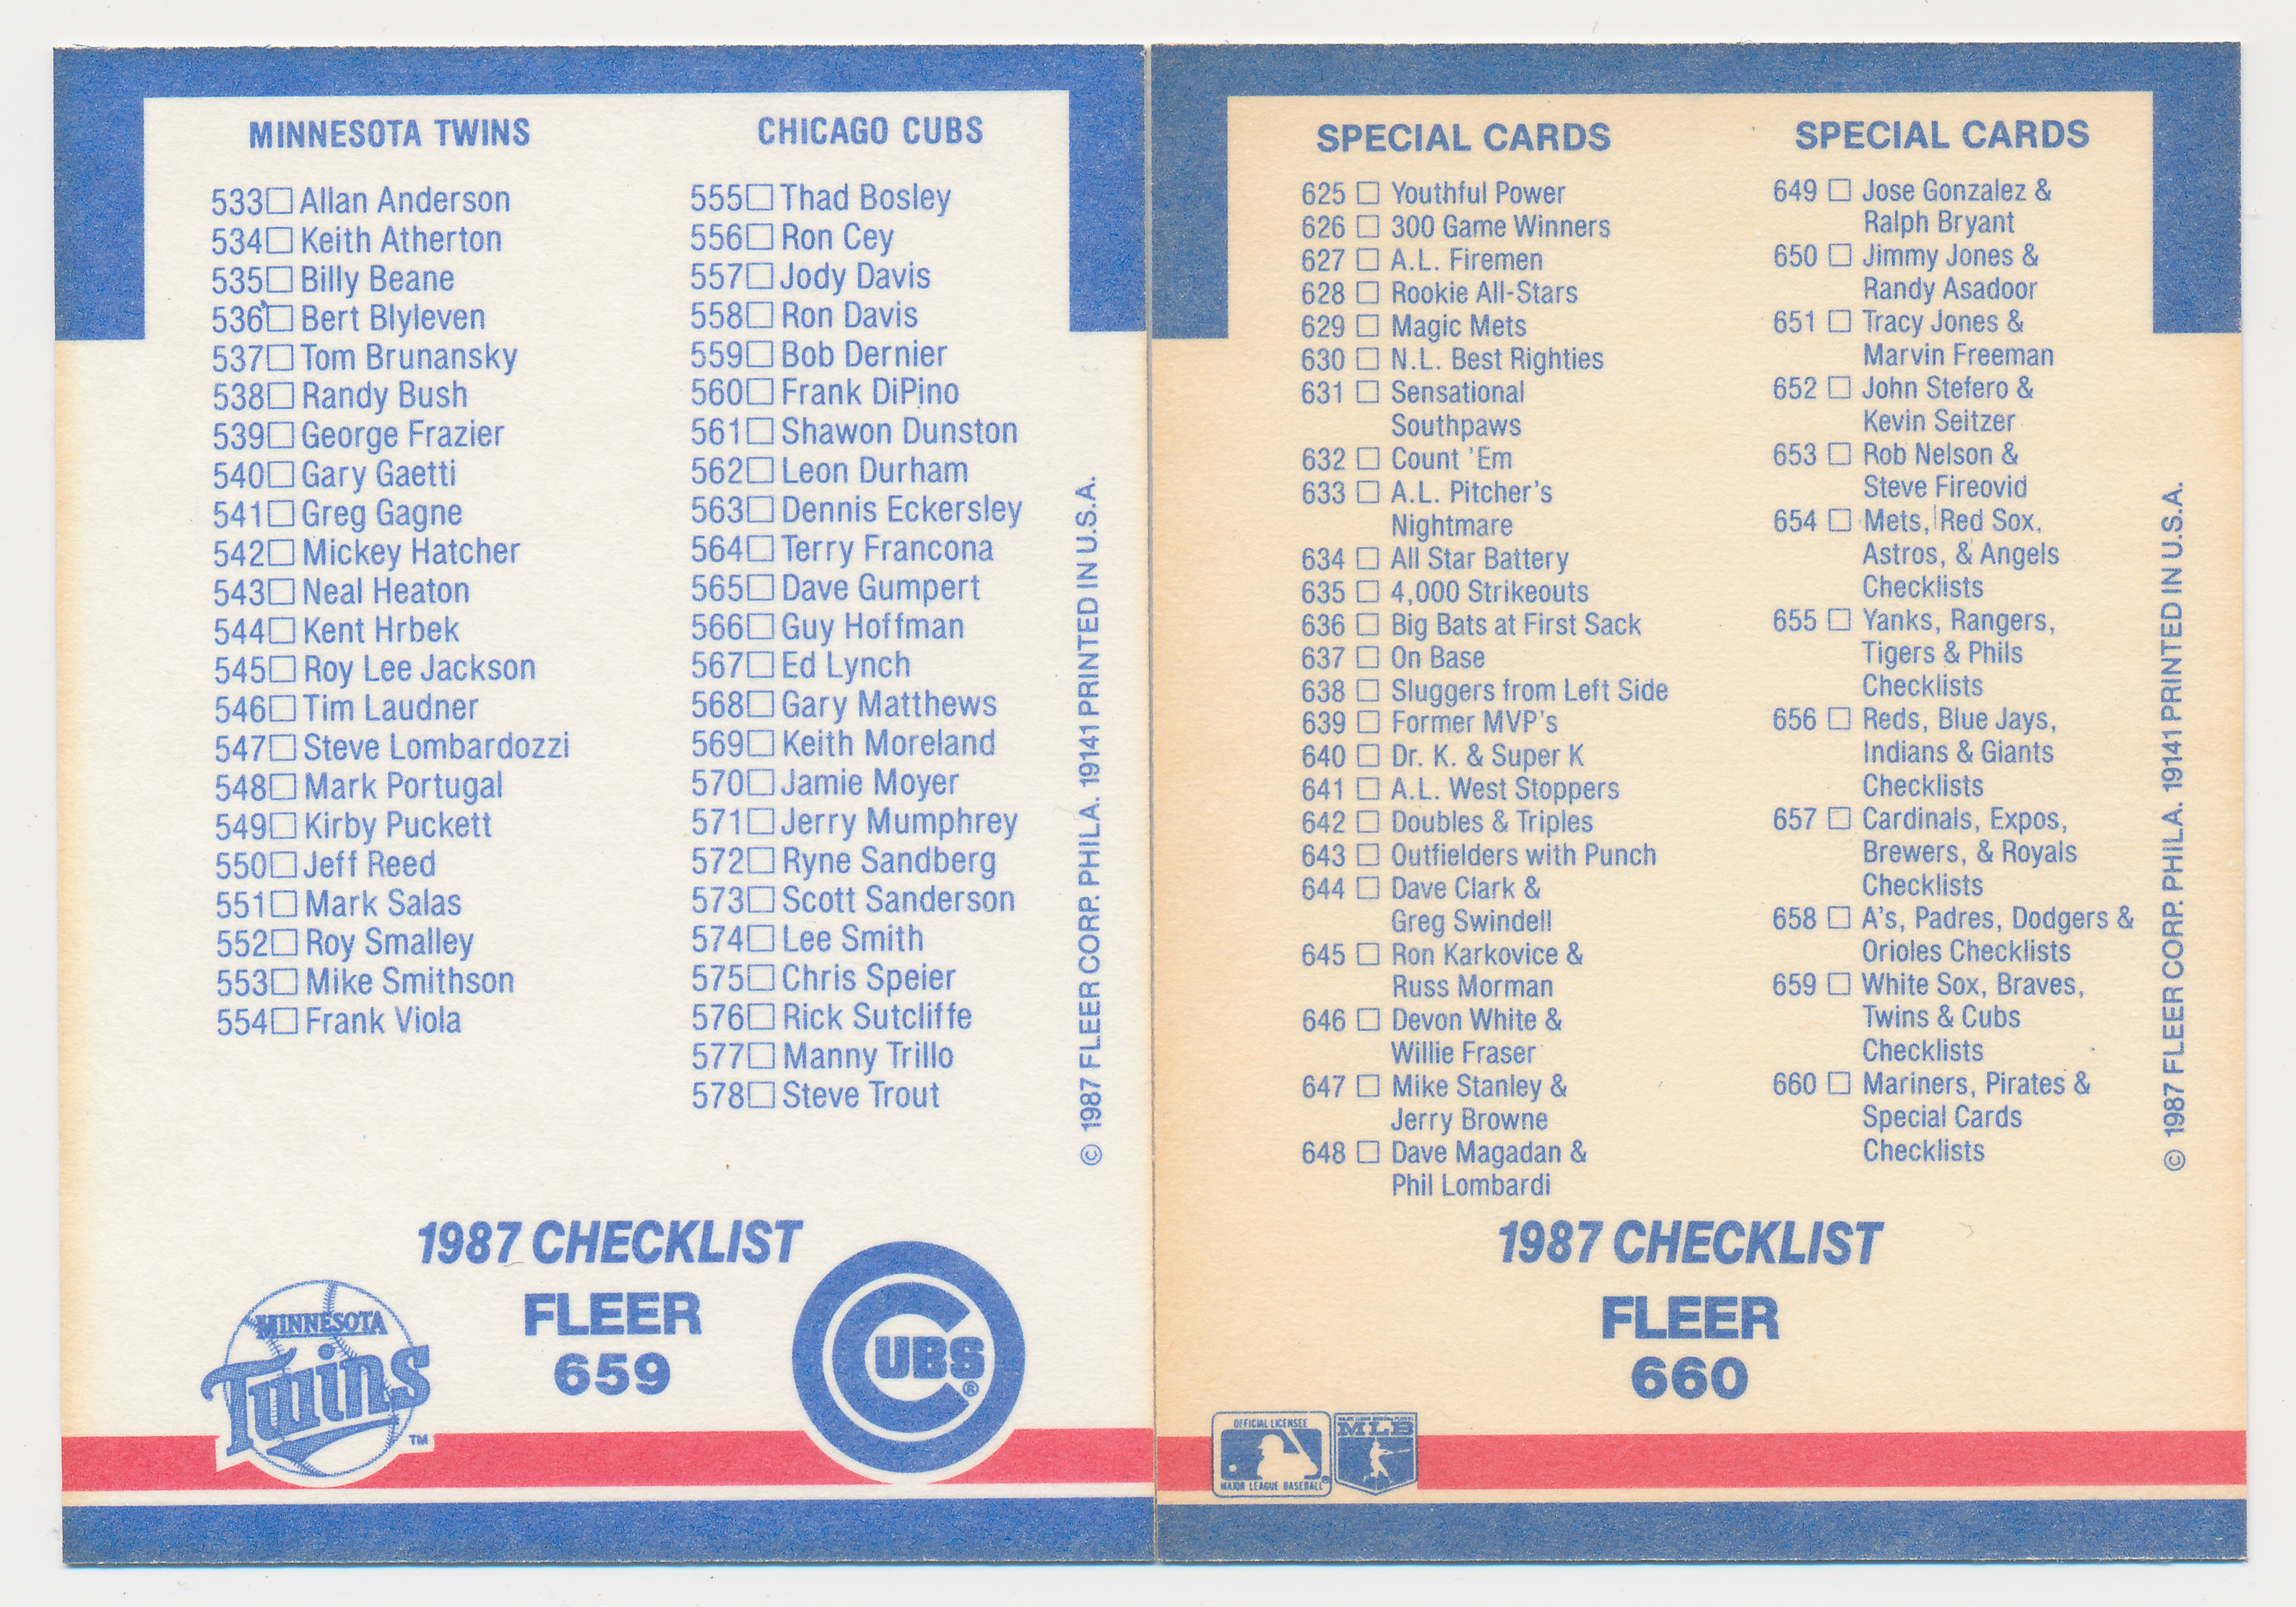 MINNESOTA TWINS
533□ Allan Anderson
534□ Keith Atherton
535□ Billy Beane
536□ Bert Blyleven
537□ Tom Brunansky
538□ Randy Bush
539□ George Frazier
540□ Gary Gaetti
541□ Greg Gagne
542□ Mickey Hatcher
543□ Neal Heaton
544□ Kent Hrbek
545□ Roy Lee Jackson
546□ Tim Laudner
547□ Steve Lombardozzi
548□ Mark Portugal
549□ Kirby Puckett
550□ Jeff Reed
551□ Mark Salas
552□ Roy Smalley
553□ Mike Smithson
554□ Frank Viola
CHICAGO CUBS
555□ Thad Bosley
556□ Ron Cey
557□ Jody Davis
558□ Ron Davis
559□ Bob Dernier
560□ Frank DiPino
561□ Shawon Dunston
562□ Leon Durham
563□ Dennis Eckersley
564□ Terry Francona
565□ Dave Gumpert
566□ Guy Hoffman
567□ Ed Lynch
568□ Gary Matthews
569□ Keith Moreland
570□ Jamie Moyer
571□ Jerry Mumphrey
572□ Ryne Sandberg
573□ Scott Sanderson
574□ Lee Smith
575□ Chris Speier
576□ Rick Sutcliffe
577□ Manny Trillo
578□ Steve Trout
© 1987 FLEER CORP. PHILA. 19141 PRINTED IN U.S.A.
1987 CHECKLIST
FLEER
659
MINNESOTA
Twins
TM
CUBS
®
SPECIAL CARDS
625 □ Youthful Power
626 □ 300 Game Winners
627 □ A.L. Firemen
628 □ Rookie All-Stars
629 □ Magic Mets
630 □ N.L. Best Righties
631 □ Sensational
Southpaws
632 □ Count 'Em
633 □ A.L. Pitcher's
Nightmare
634 □ All Star Battery
635 □ 4,000 Strikeouts
636 □ Big Bats at First Sack
637 □ On Base
638 □ Sluggers from Left Side
639 □ Former MVP's
640 □ Dr. K. & Super K
641 □ A.L. West Stoppers
642 □ Doubles & Triples
643 □ Outfielders with Punch
644 □ Dave Clark &
Greg Swindell
645 □ Ron Karkovice &
Russ Morman
646 □ Devon White &
Willie Fraser
647 □ Mike Stanley &
Jerry Browne
648 □ Dave Magadan &
Phil Lombardi
SPECIAL CARDS
649 □ Jose Gonzalez &
Ralph Bryant
650 □ Jimmy Jones &
Randy Asadoor
651 □ Tracy Jones &
Marvin Freeman
652 □ John Stefero &
Kevin Seitzer
653 □ Rob Nelson &
Steve Fireovid
654 □ Mets, Red Sox,
Astros, & Angels
Checklists
655 □ Yanks, Rangers,
Tigers & Phils
Checklists
656 □ Reds, Blue Jays,
Indians & Giants
Checklists
657 □ Cardinals, Expos,
Brewers, & Royals
Checklists
658 □ A's, Padres, Dodgers &
Orioles Checklists
659 □ White Sox, Braves,
Twins & Cubs
Checklists
660 □ Mariners, Pirates &
Special Cards
Checklists
© 1987 FLEER CORP. PHILA. 19141 PRINTED IN U.S.A.
1987 CHECKLIST
FLEER
660
OFFICIAL LICENSEE
MAJOR LEAGUE BASEBALL
MLB